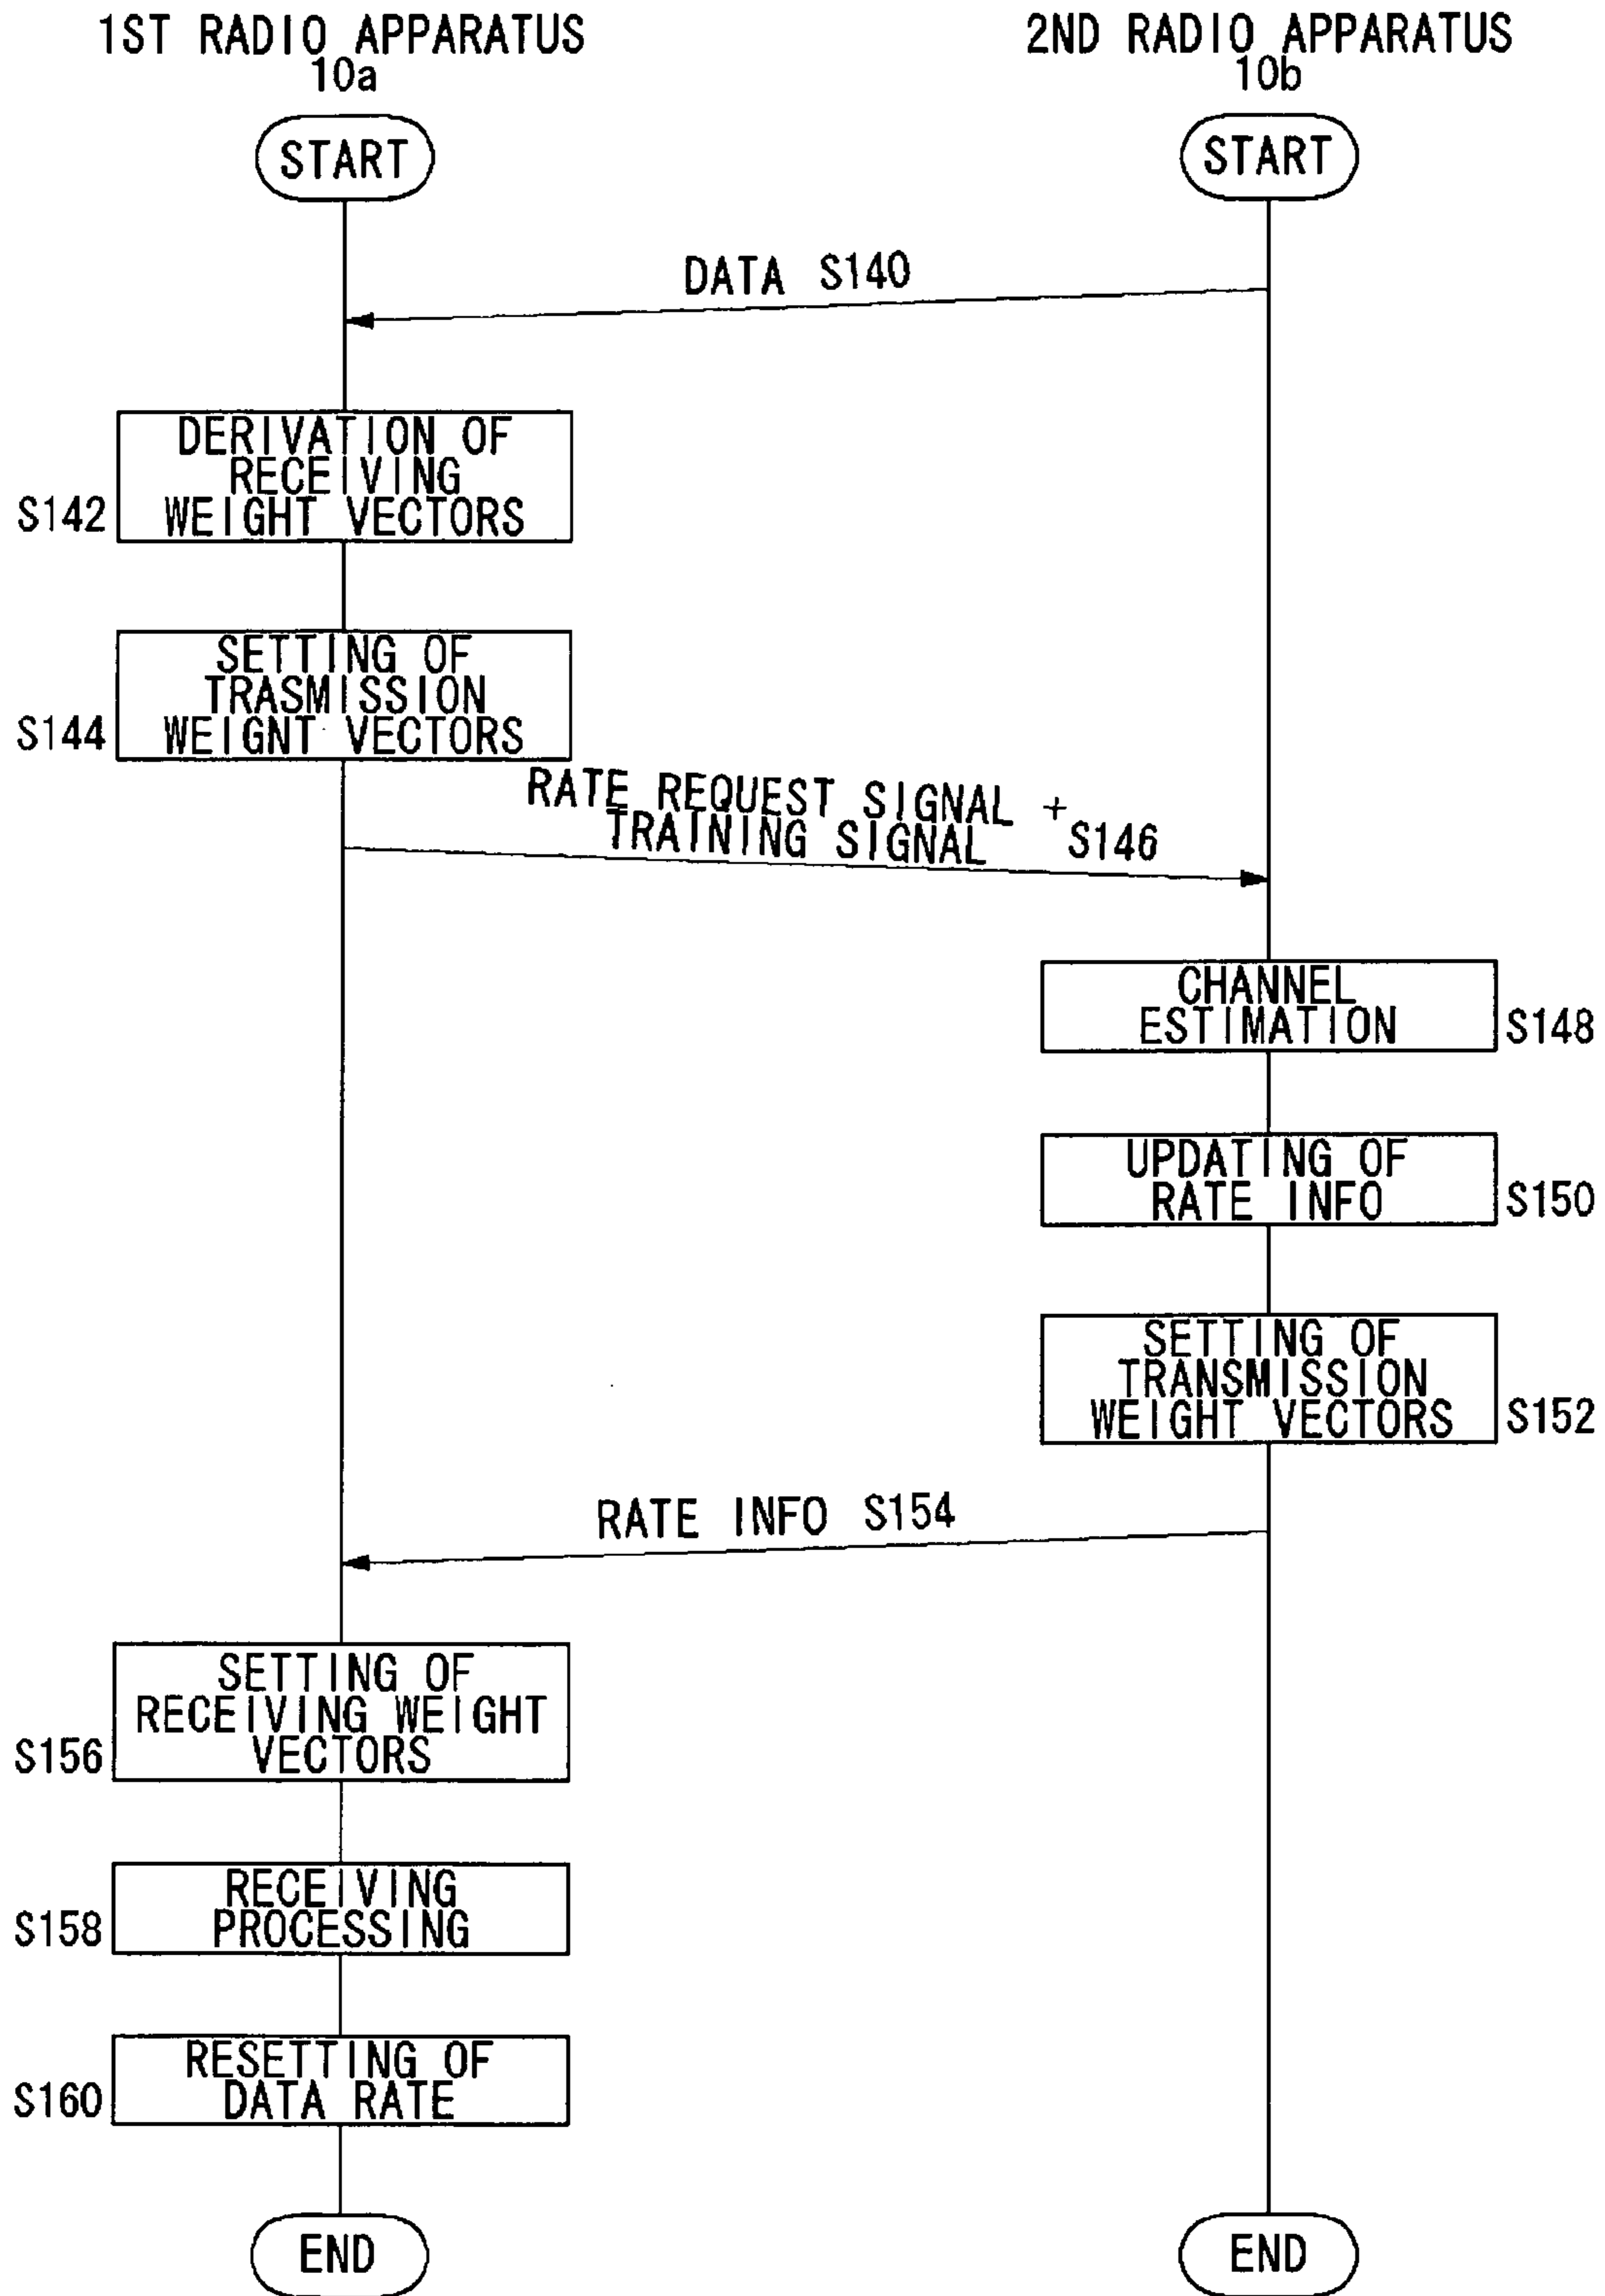 1ST RADIO APPARATUS
10a
2ND RADIO APPARATUS
10b
START
START
DATA S140
DERIVATION OF
RECEIVING
WEIGHT VECTORS
S142
SETTING OF
TRASMISSION
WEIGNT VECTORS
S144
RATE REQUEST SIGNAL +
TRAINING SIGNAL
S146
CHANNEL
ESTIMATION
S148
UPDATING OF
RATE INFO
S150
SETTING OF
TRANSMISSION
WEIGHT VECTORS
S152
RATE INFO S154
SETTING OF
RECEIVING WEIGHT
VECTORS
S156
RECEIVING
PROCESSING
S158
RESETTING OF
DATA RATE
S160
END
END